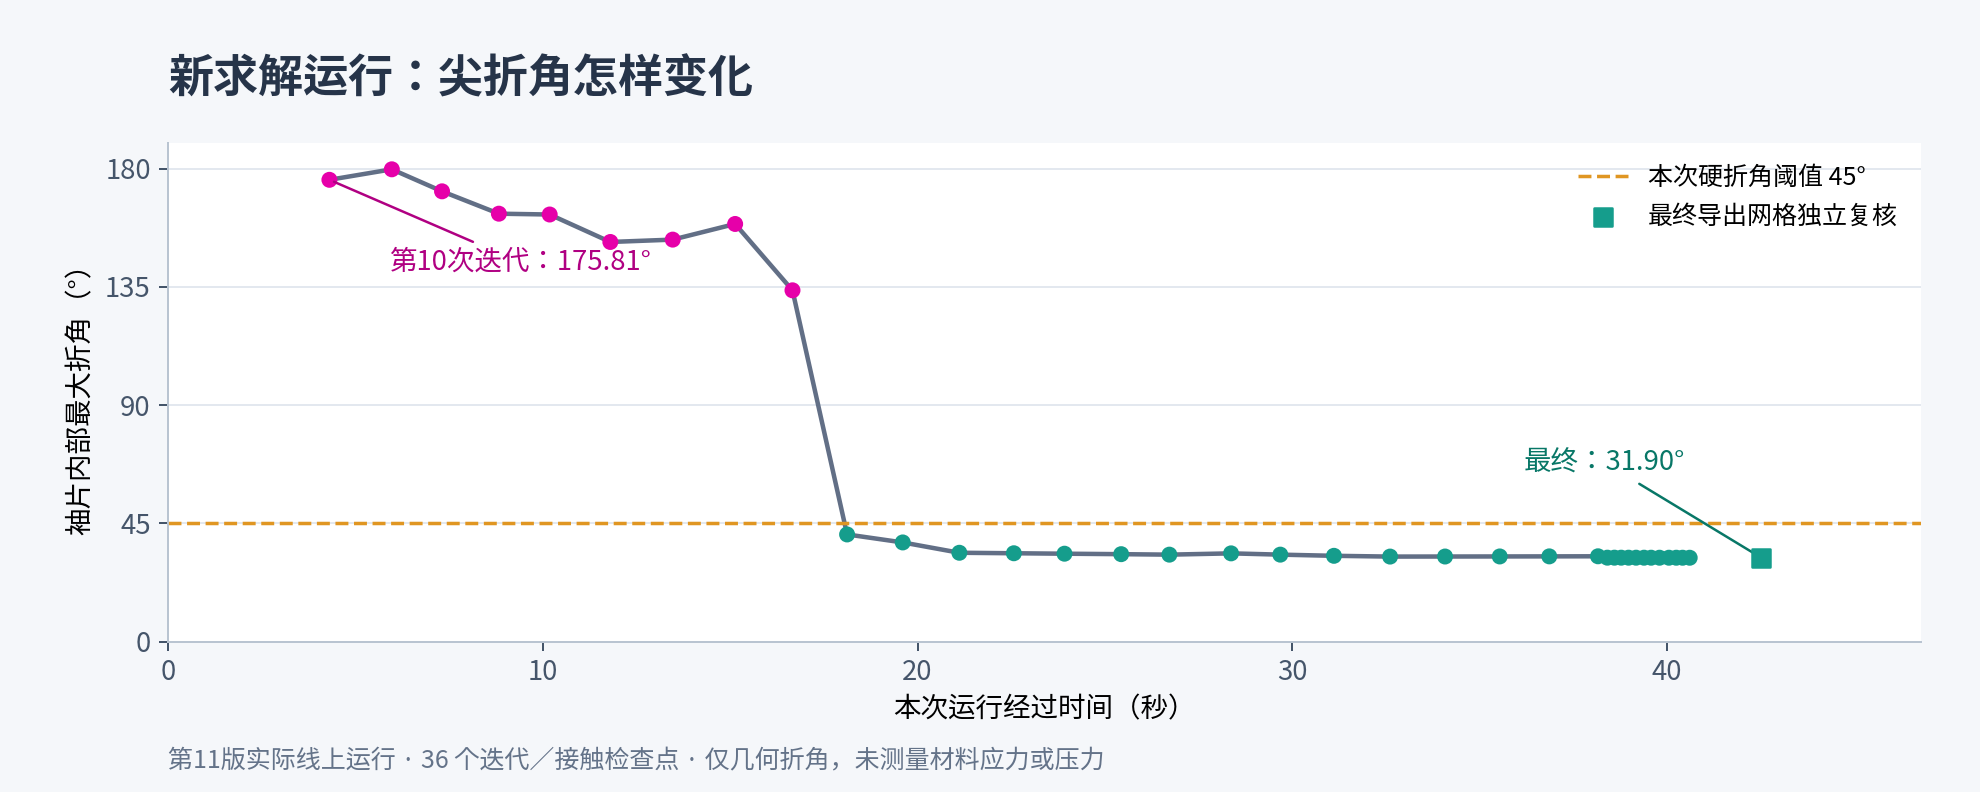 新求解运行：尖折角怎样变化
本次硬折角阈值 45°
最终导出网格独立复核
第10次迭代：175.81°
最终：31.90°
袖片内部最大折角（°）
180
135
90
45
0
0 10 20 30 40
本次运行经过时间（秒）
第11版实际线上运行 · 36 个迭代／接触检查点 · 仅几何折角，未测量材料应力或压力